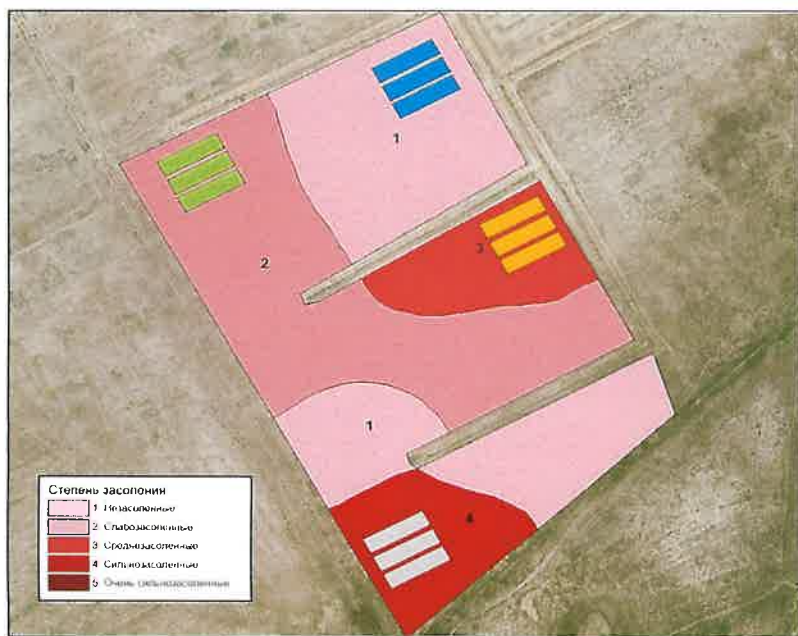 1
2
3
1
4
Степень засоления
1 Незасоленные
2 Слабозасоленные
3 Среднезасоленные
4 Сильнозасоленные
5 Очень сильнозасоленные